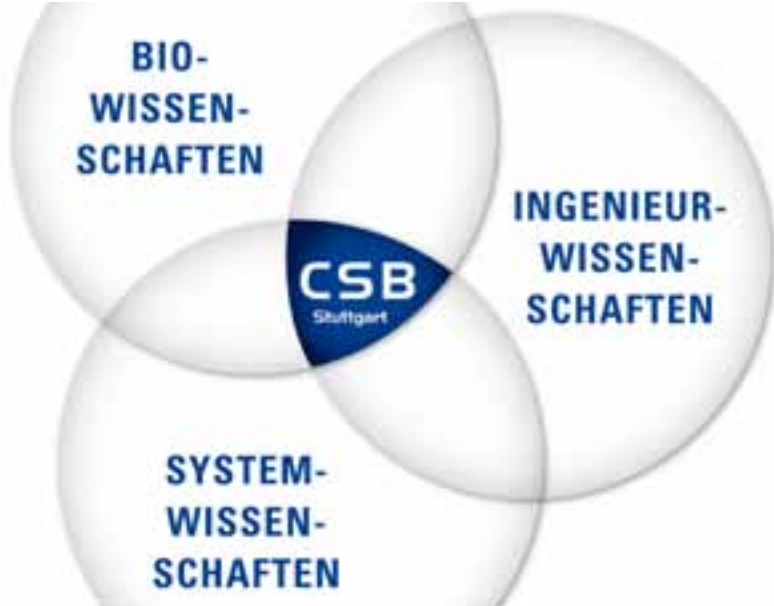 BIO-
WISSEN-
SCHAFTEN
INGENIEUR-
WISSEN-
SCHAFTEN
CSB
Stuttgart
SYSTEM-
WISSEN-
SCHAFTEN